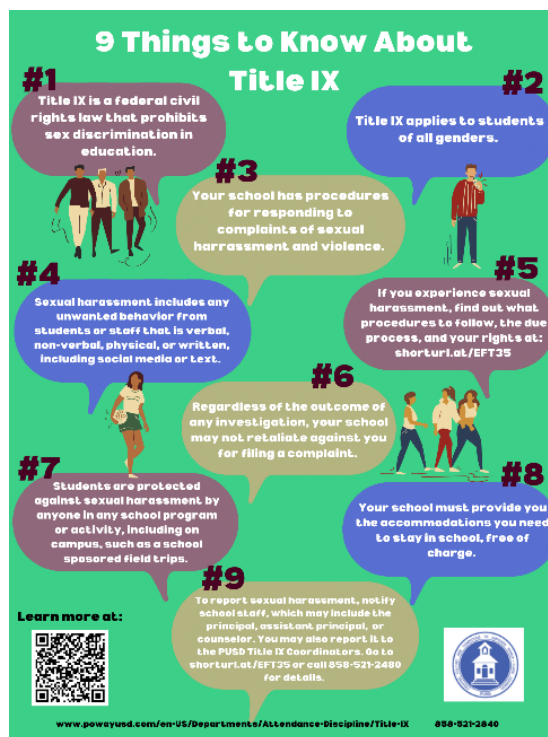 9 Things to Know About
Title IX
#1
Title IX is a federal civil
rights law that prohibits
sex discrimination in
education.
#2
Title IX applies to students
of all genders.
#3
Your school has procedures
for responding to
complaints of sexual
harrassment and violence.
#4
Sexual harassment includes any
unwanted behavior from
students or staff that is verbal,
non-verbal, physical, or written,
including social media or text.
#5
If you experience sexual
harassment, find out what
procedures to follow, the due
process, and your rights at:
shorturl.at/EFT35
#6
Regardless of the outcome of
any investigation, your school
may not retaliate against you
for filing a complaint.
#7
Students are protected
against sexual harassment by
anyone in any school program
or activity, including on
campus, such as a school
sposored field trips.
#8
Your school must provide you
the accommodations you need
to stay in school, free of
charge.
#9
To report sexual harassment, notify
school staff, which may include the
principal, assistant principal, or
counselor. You may also report it to
the PUSD Title IX Coordinators. Go to
shorturl.at/EFT35 or call 858-521-2480
for details.
Learn more at:
www.powayusd.com/en-US/Departments/Attendance-Discipline/Title-IX 858-521-2840